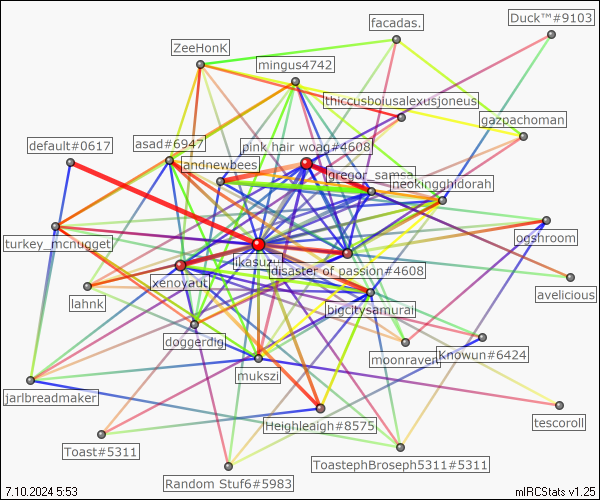 facadas.
Duck™#9103
ZeeHonK
mingus4742
thiccusbolusalexusjoneus
gazpachoman
default#0617
asad#6947
pink hair woag#4608
andnewbees
gregor_samsa
neokingghidorah
turkey_mcnugget
ogshroom
ikasuzu
disaster of passion#4608
xenoyaut
avelicious
lahnk
bigcitysamurai
doggerdig
moonraven
Knowun#6424
mukszi
jarlbreadmaker
Heighleaigh#8575
tescoroll
Toast#5311
ToastephBroseph5311#5311
Random Stuf6#5983
7.10.2024 5:53
mIRCStats v1.25